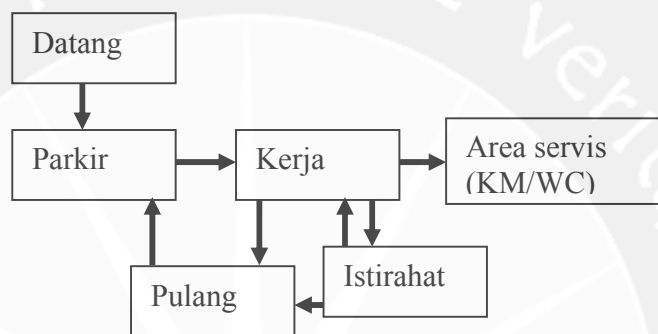 Datang
Parkir
Kerja
Area servis
(KM/WC)
Istirahat
Pulang